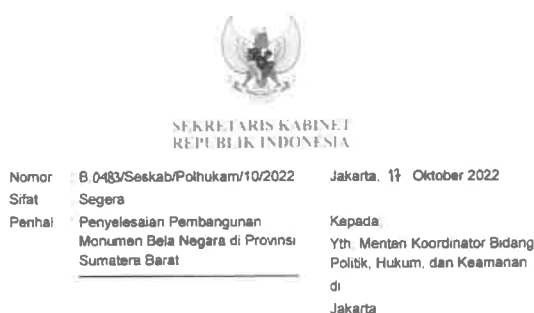 SEKRETARIS KABINET
REPUBLIK INDONESIA
Nomor : B.0483/Seskab/Polhukam/10/2022
Jakarta, 17 Oktober 2022
Sifat : Segera
Perihal : Penyelesaian Pembangunan
Monumen Bela Negara di Provinsi
Sumatera Barat
Kepada
Yth. Menteri Koordinator Bidang
Politik, Hukum, dan Keamanan
di
Jakarta